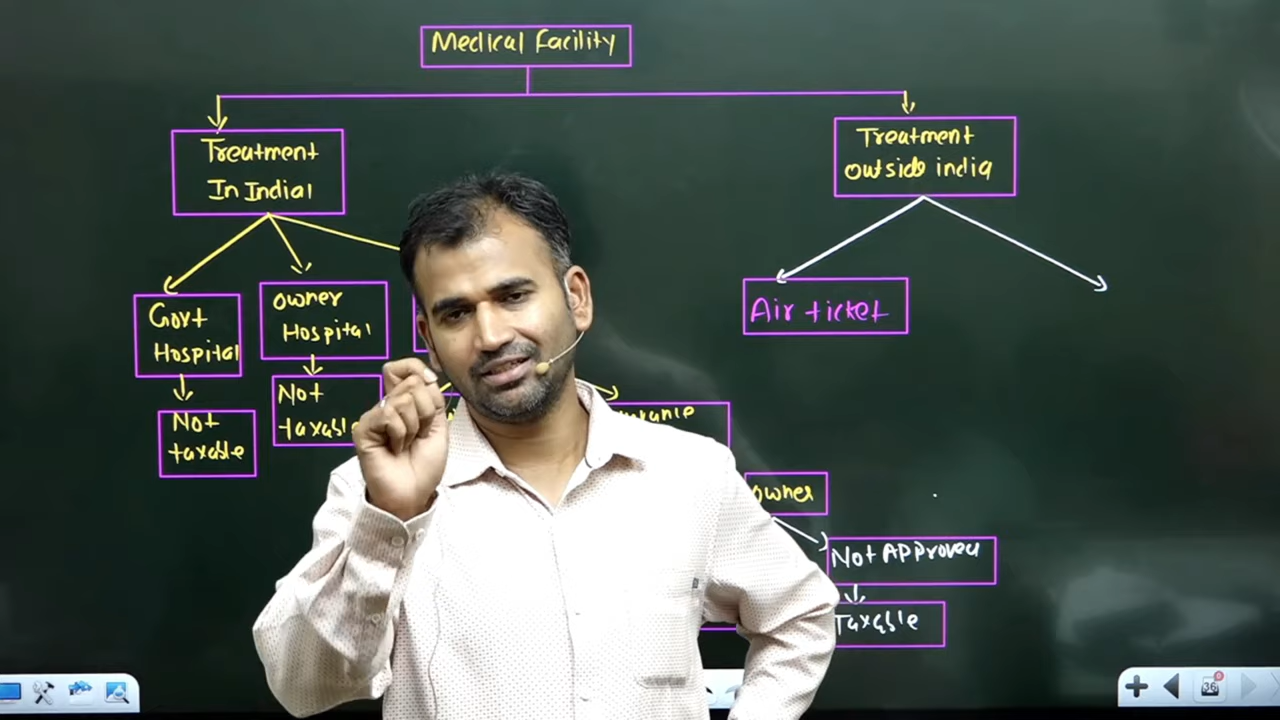 Medical Facility
Treatment
In India
Treatment
outside india
Govt
Hospital
owner
Hospital
Air ticket
Not
taxable
Not
taxable
owner
Not Approved
Taxable
36